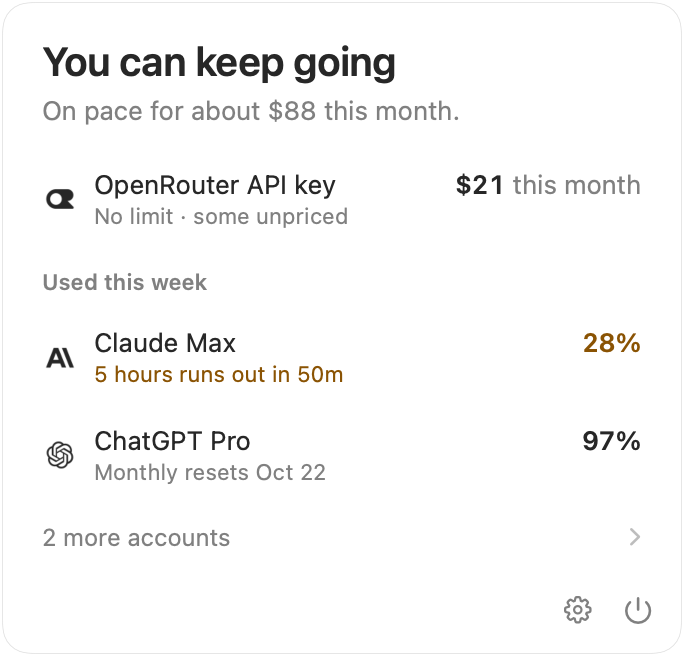 You can keep going
On pace for about $88 this month.
OpenRouter API key
$21 this month
No limit · some unpriced
Used this week
Claude Max
28%
5 hours runs out in 50m
ChatGPT Pro
97%
Monthly resets Oct 22
2 more accounts